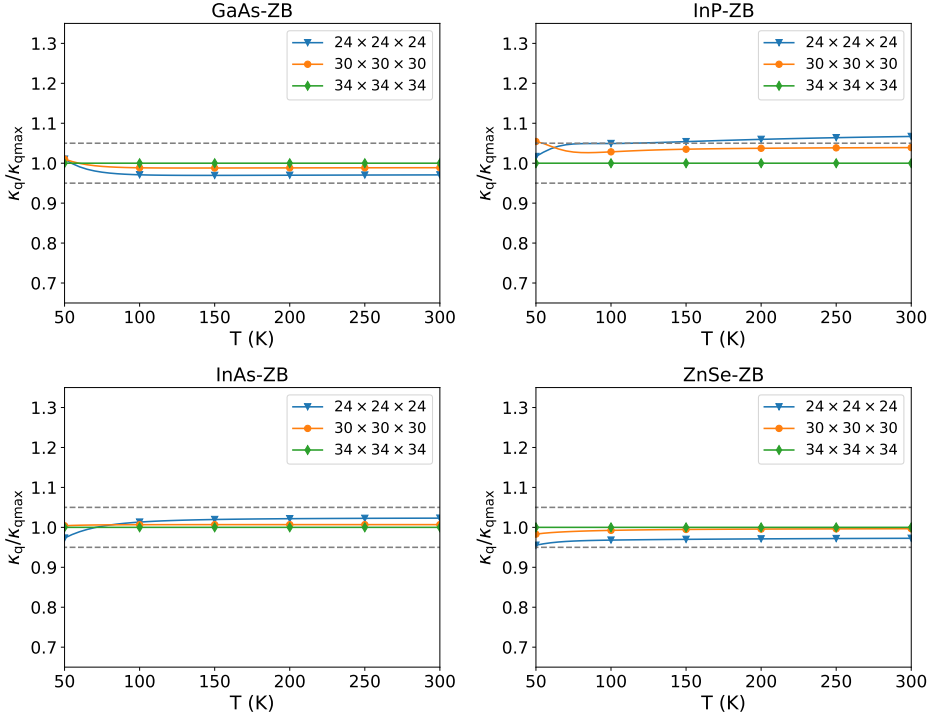 GaAs-ZB
κq/κqmax
1.3
1.2
1.1
1.0
0.9
0.8
0.7
24 × 24 × 24
30 × 30 × 30
34 × 34 × 34
50 100 150 200 250 300
T (K)
InP-ZB
κq/κqmax
1.3
1.2
1.1
1.0
0.9
0.8
0.7
24 × 24 × 24
30 × 30 × 30
34 × 34 × 34
50 100 150 200 250 300
T (K)
InAs-ZB
κq/κqmax
1.3
1.2
1.1
1.0
0.9
0.8
0.7
24 × 24 × 24
30 × 30 × 30
34 × 34 × 34
50 100 150 200 250 300
T (K)
ZnSe-ZB
κq/κqmax
1.3
1.2
1.1
1.0
0.9
0.8
0.7
24 × 24 × 24
30 × 30 × 30
34 × 34 × 34
50 100 150 200 250 300
T (K)